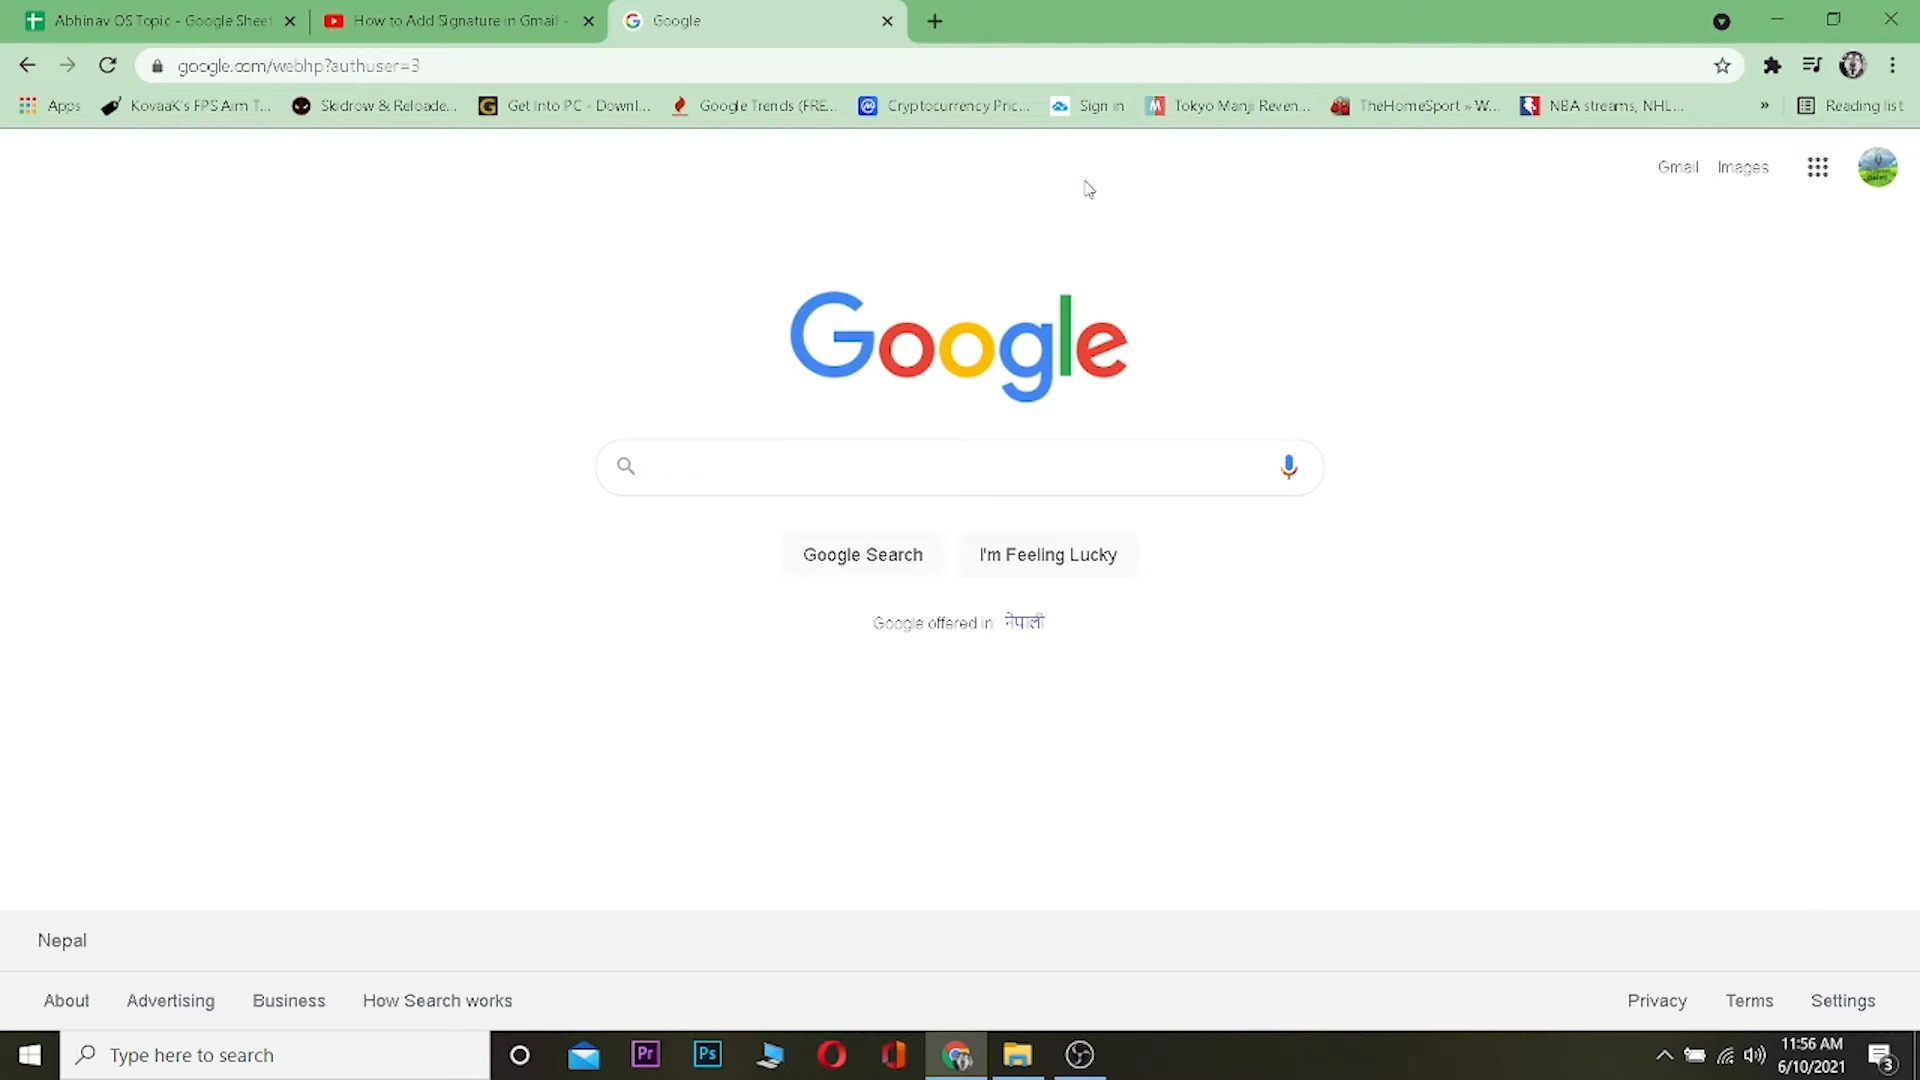 Abhinav OS Topic - Google Sheet
How to Add Signature in Gmail -
Google
google.com/webhp?authuser=3
Apps
KovaaK's FPS Aim T...
Skidrow & Reloade...
Get Into PC - Downl...
Google Trends (FRE...
Cryptocurrency Pric...
Sign in
Tokyo Manji Reven...
TheHomeSport » W...
NBA streams, NHL...
»
Reading list
Gmail
Images
Google
Google Search
I'm Feeling Lucky
Google offered in: नेपाली
Nepal
About
Advertising
Business
How Search works
Privacy
Terms
Settings
Type here to search
Pr
Ps
11:56 AM
6/10/2021
3